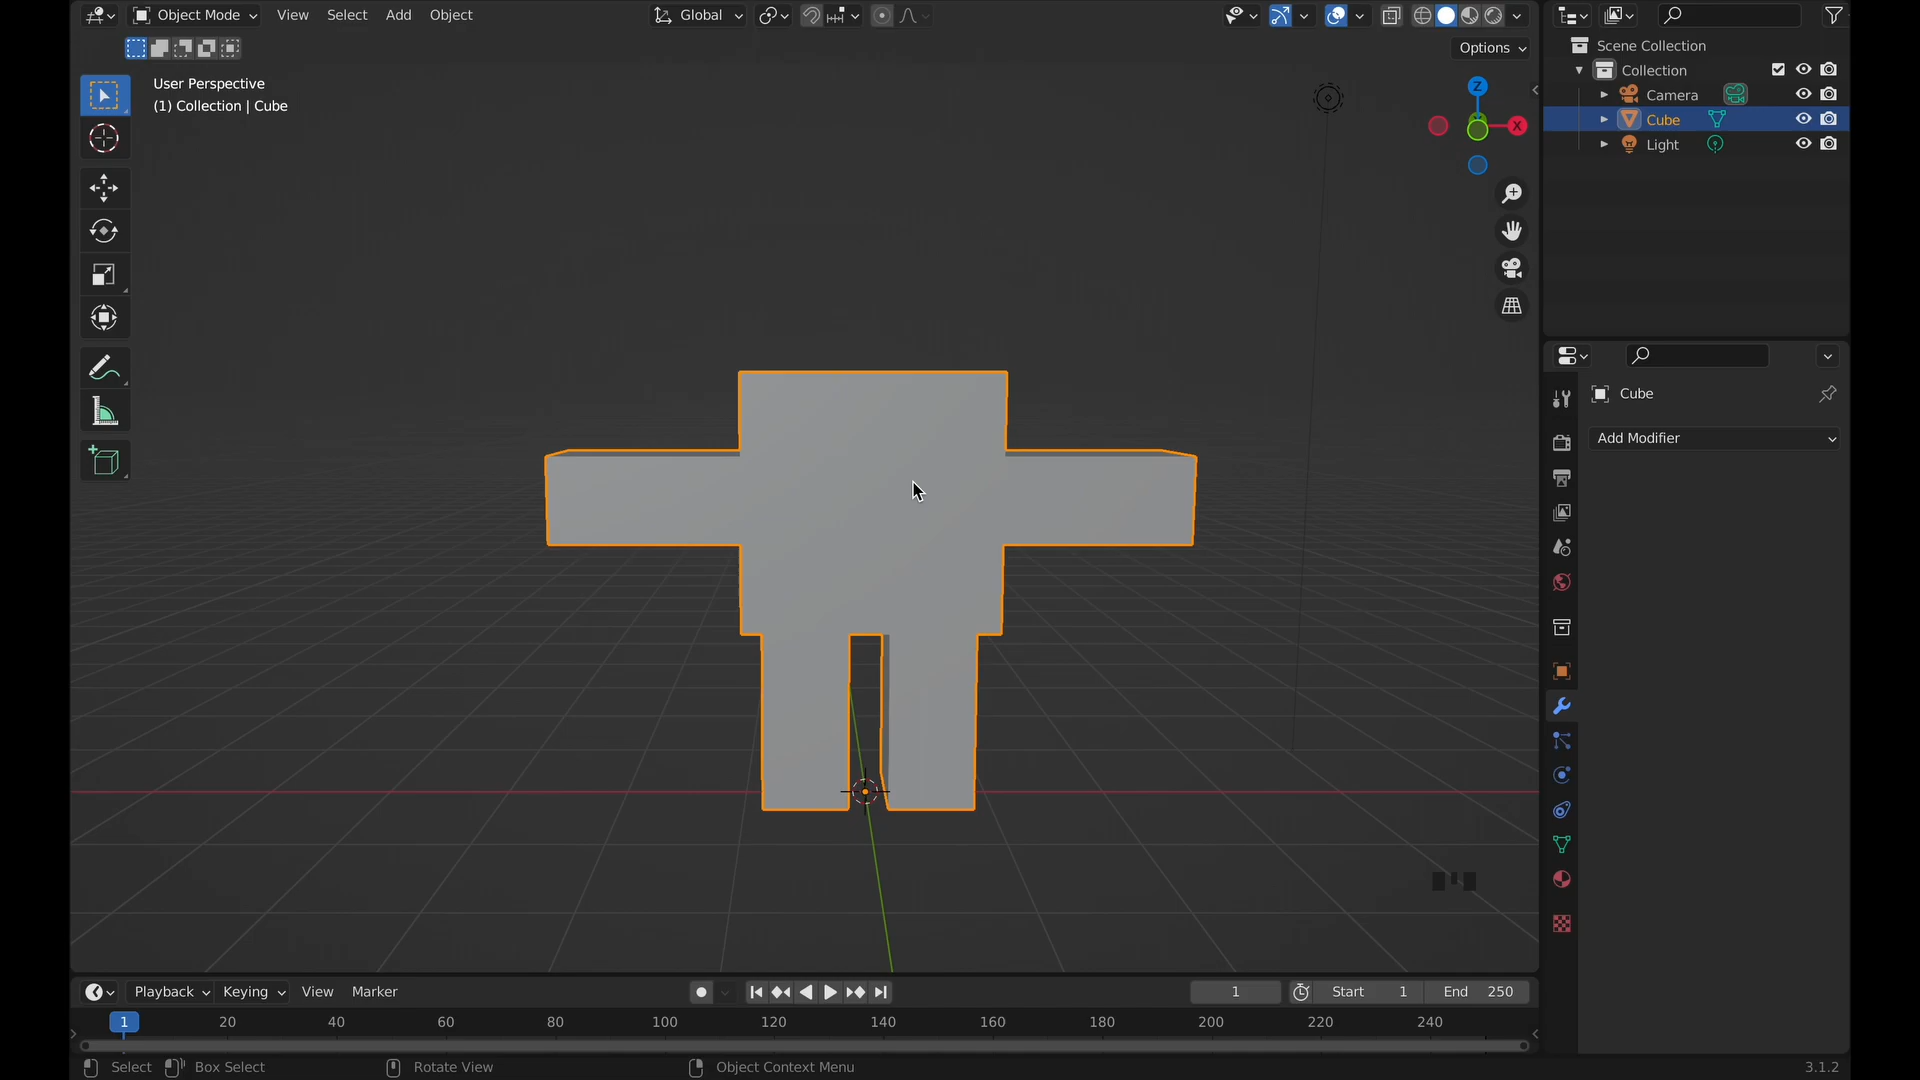 Object Mode View Select Add Object Global
Options
User Perspective
(1) Collection | Cube
Z
X
Scene Collection
Collection
Camera
Cube
Light
Cube
Add Modifier
Playback Keying View Marker 1 Start 1 End 250
1 20 40 60 80 100 120 140 160 180 200 220 240
Select Box Select Rotate View Object Context Menu 3.1.2